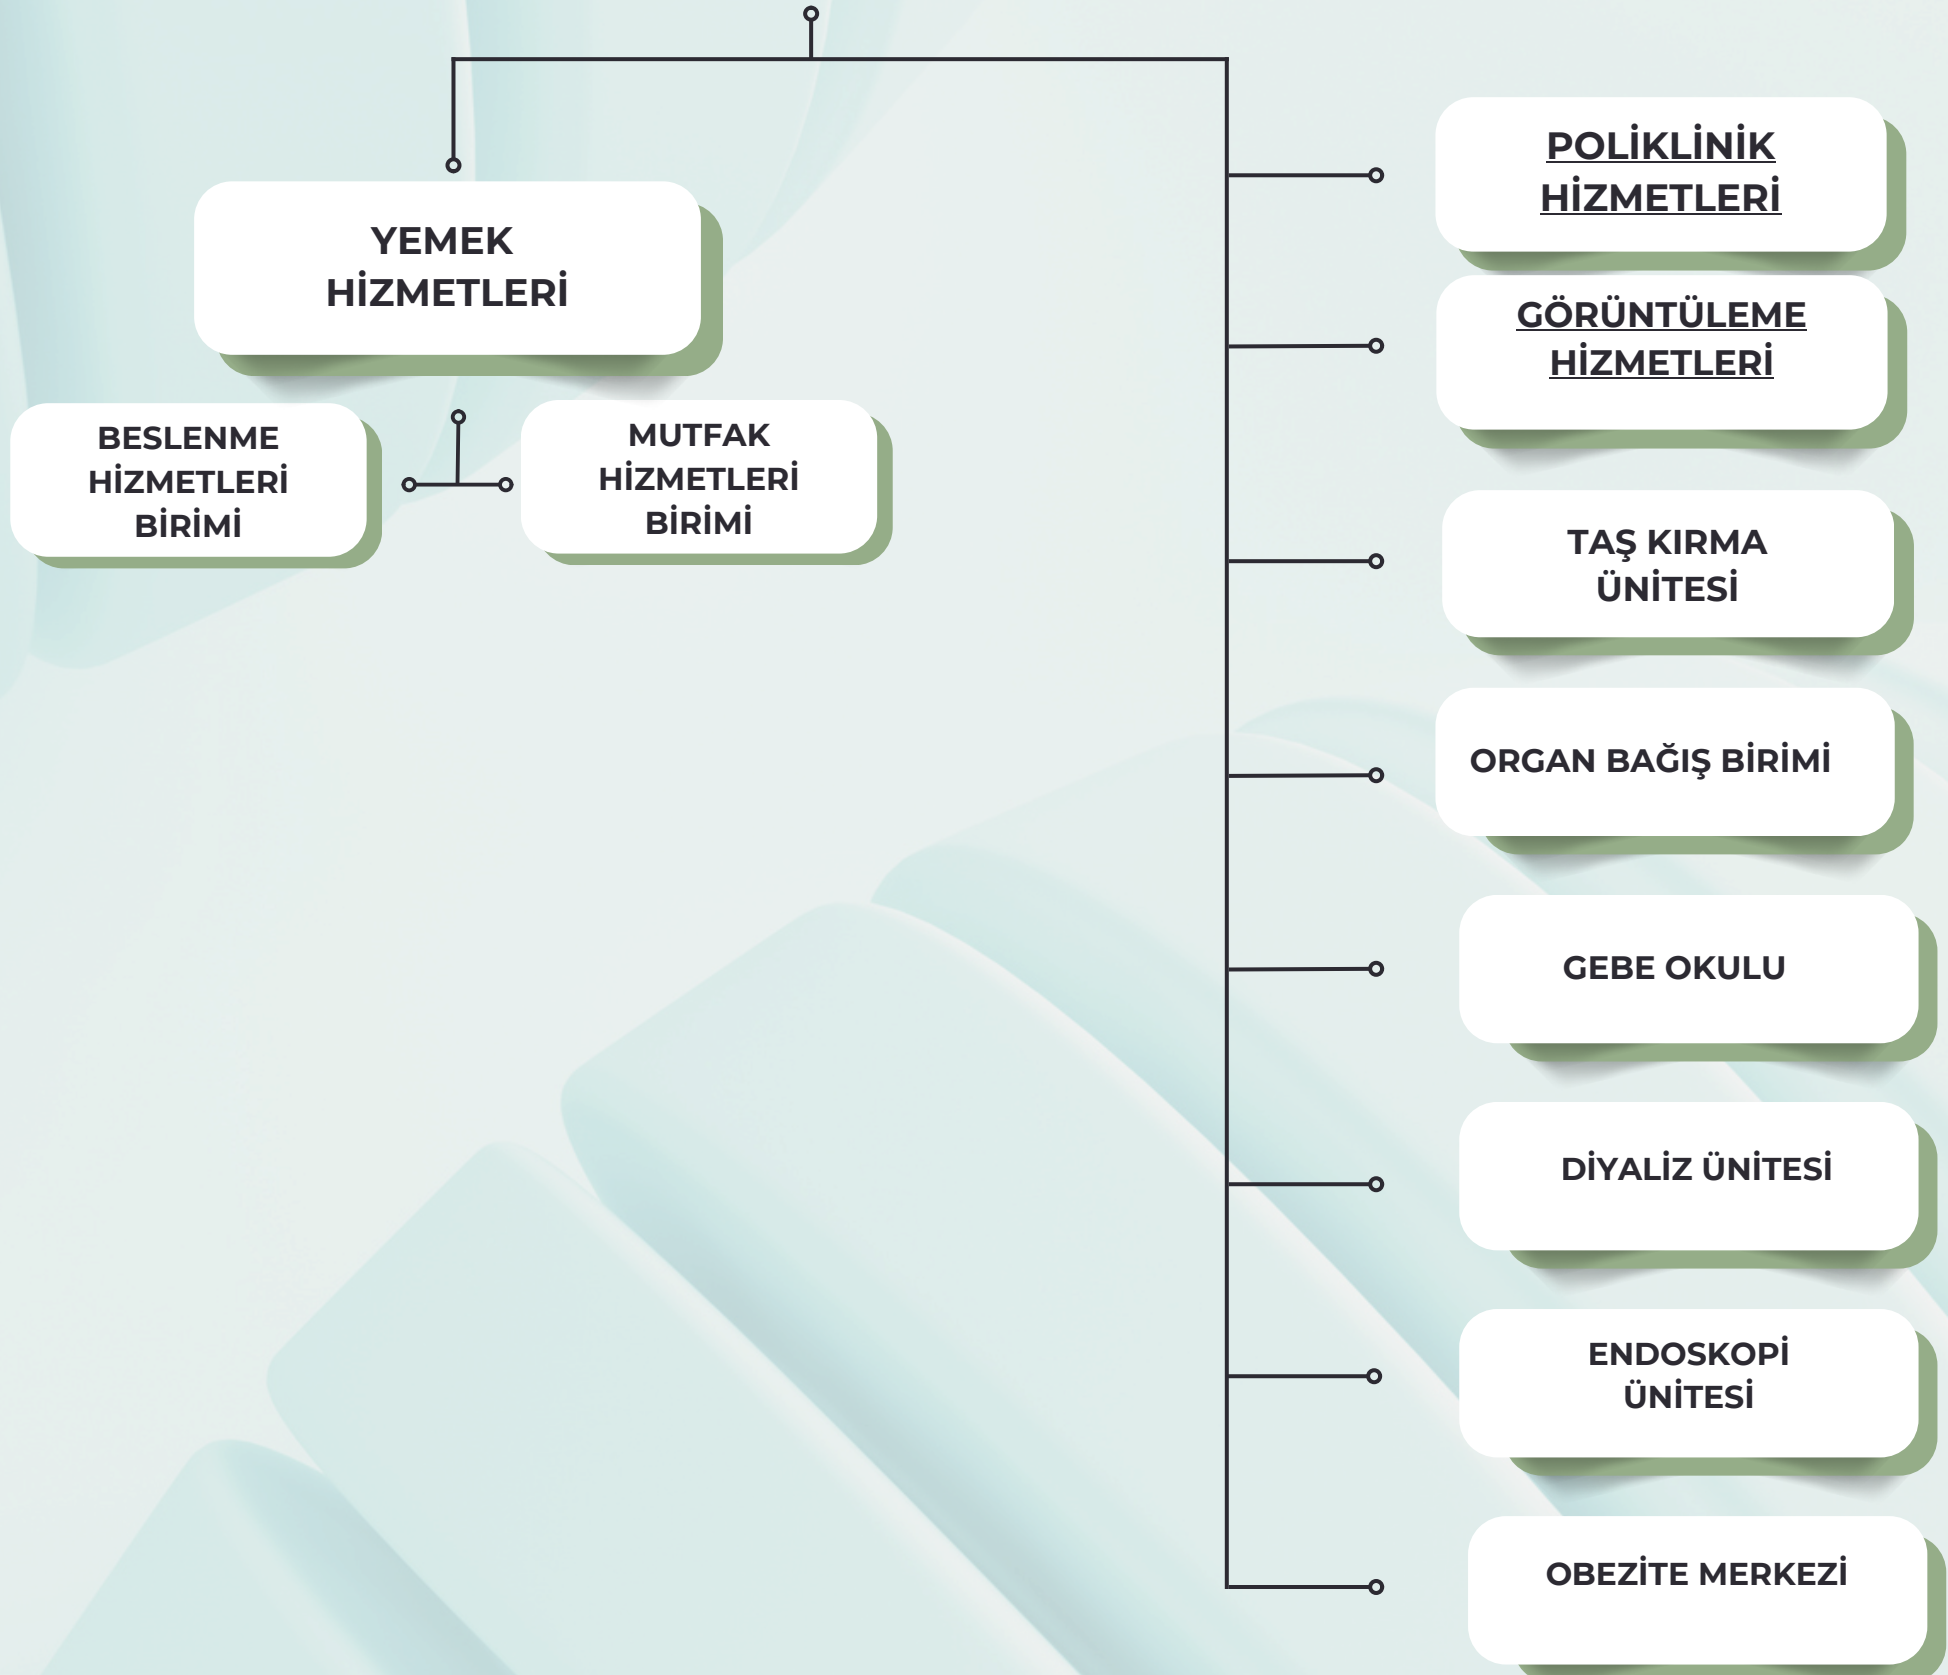 YEMEK
HİZMETLERİ
BESLENME
HİZMETLERİ
BİRİMİ
MUTFAK
HİZMETLERİ
BİRİMİ
POLİKLİNİK
HİZMETLERİ
GÖRÜNTÜLEME
HİZMETLERİ
TAŞ KIRMA
ÜNİTESİ
ORGAN BAĞIŞ BİRİMİ
GEBE OKULU
DİYALİZ ÜNİTESİ
ENDOSKOPİ
ÜNİTESİ
OBEZİTE MERKEZİ